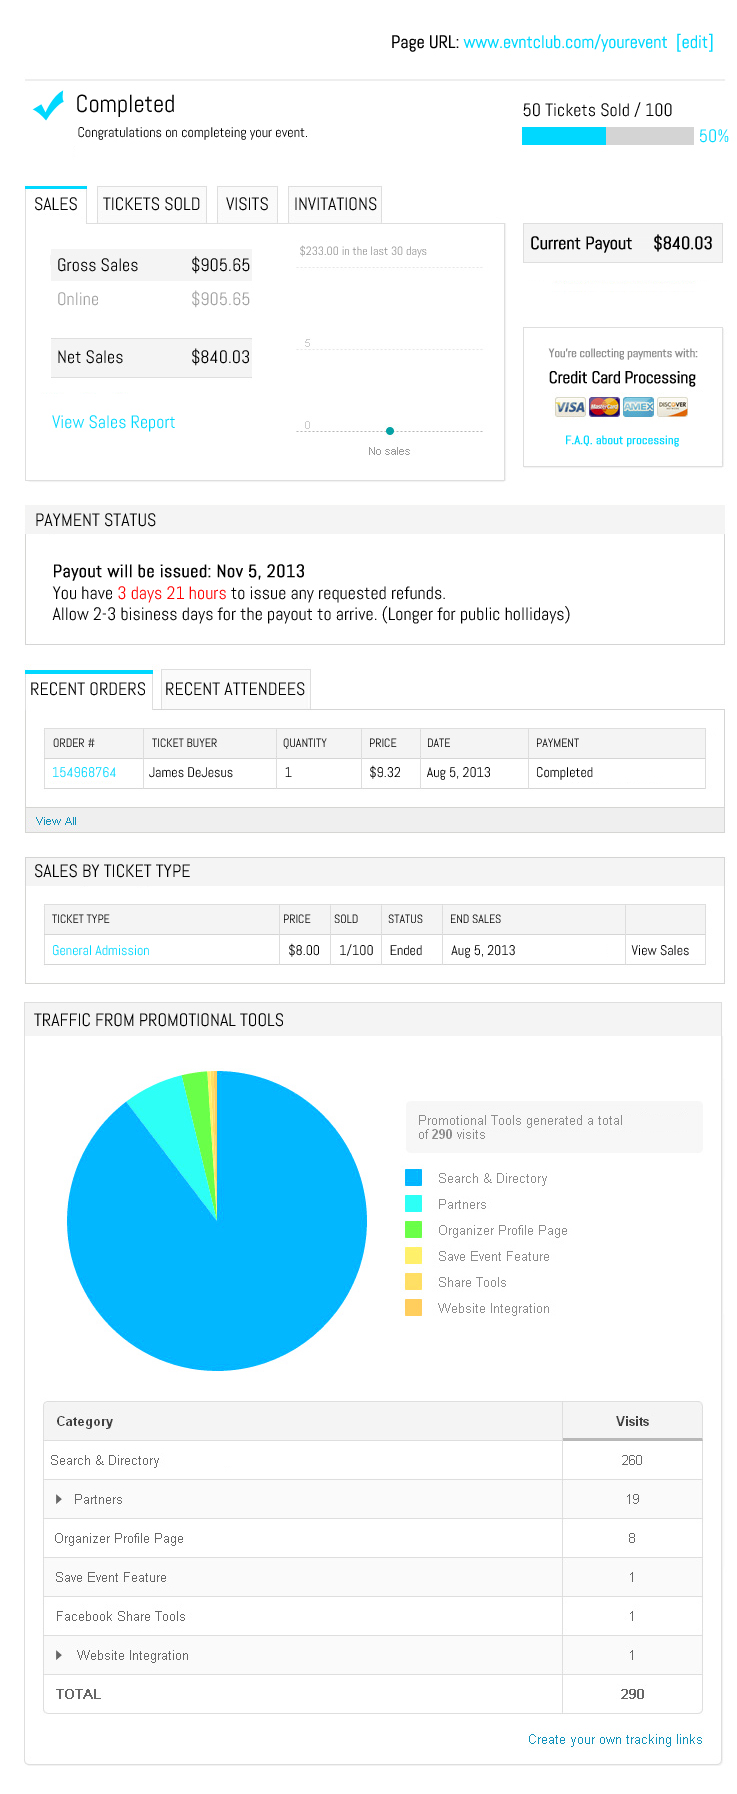 Page URL: www.evntclub.com/yourevent [edit]
Completed
Congratulations on completeing your event.
50 Tickets Sold / 100
50%
SALES
TICKETS SOLD
VISITS
INVITATIONS
Gross Sales $905.65
Online $905.65
Net Sales $840.03
View Sales Report
$233.00 in the last 30 days
5
0
No sales
Current Payout $840.03
You're collecting payments with:
Credit Card Processing
VISA MasterCard AMEX DISCOVER
F.A.Q. about processing
PAYMENT STATUS
Payout will be issued: Nov 5, 2013
You have 3 days 21 hours to issue any requested refunds.
Allow 2-3 bisiness days for the payout to arrive. (Longer for public hollidays)
RECENT ORDERS
RECENT ATTENDEES
ORDER # TICKET BUYER QUANTITY PRICE DATE PAYMENT
154968764 James DeJesus 1 $9.32 Aug 5, 2013 Completed
View All
SALES BY TICKET TYPE
TICKET TYPE PRICE SOLD STATUS END SALES
General Admission $8.00 1/100 Ended Aug 5, 2013 View Sales
TRAFFIC FROM PROMOTIONAL TOOLS
Promotional Tools generated a total
of 290 visits
Search & Directory
Partners
Organizer Profile Page
Save Event Feature
Share Tools
Website Integration
Category Visits
Search & Directory 260
Partners 19
Organizer Profile Page 8
Save Event Feature 1
Facebook Share Tools 1
Website Integration 1
TOTAL 290
Create your own tracking links